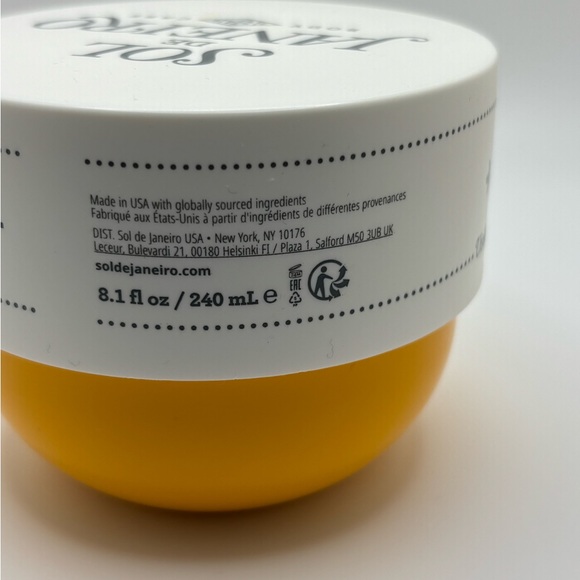 SOL
DE
JANEIRO
Made in USA with globally sourced ingredients
Fabriqué aux États-Unis à partir d'ingrédients de différentes provenances
DIST. Sol de Janeiro USA • New York, NY 10176
Leceur, Bulevardi 21, 00180 Helsinki FI / Plaza 1, Salford M50 3UB UK
soldejaneiro.com
8.1 fl oz / 240 mL e
EAC